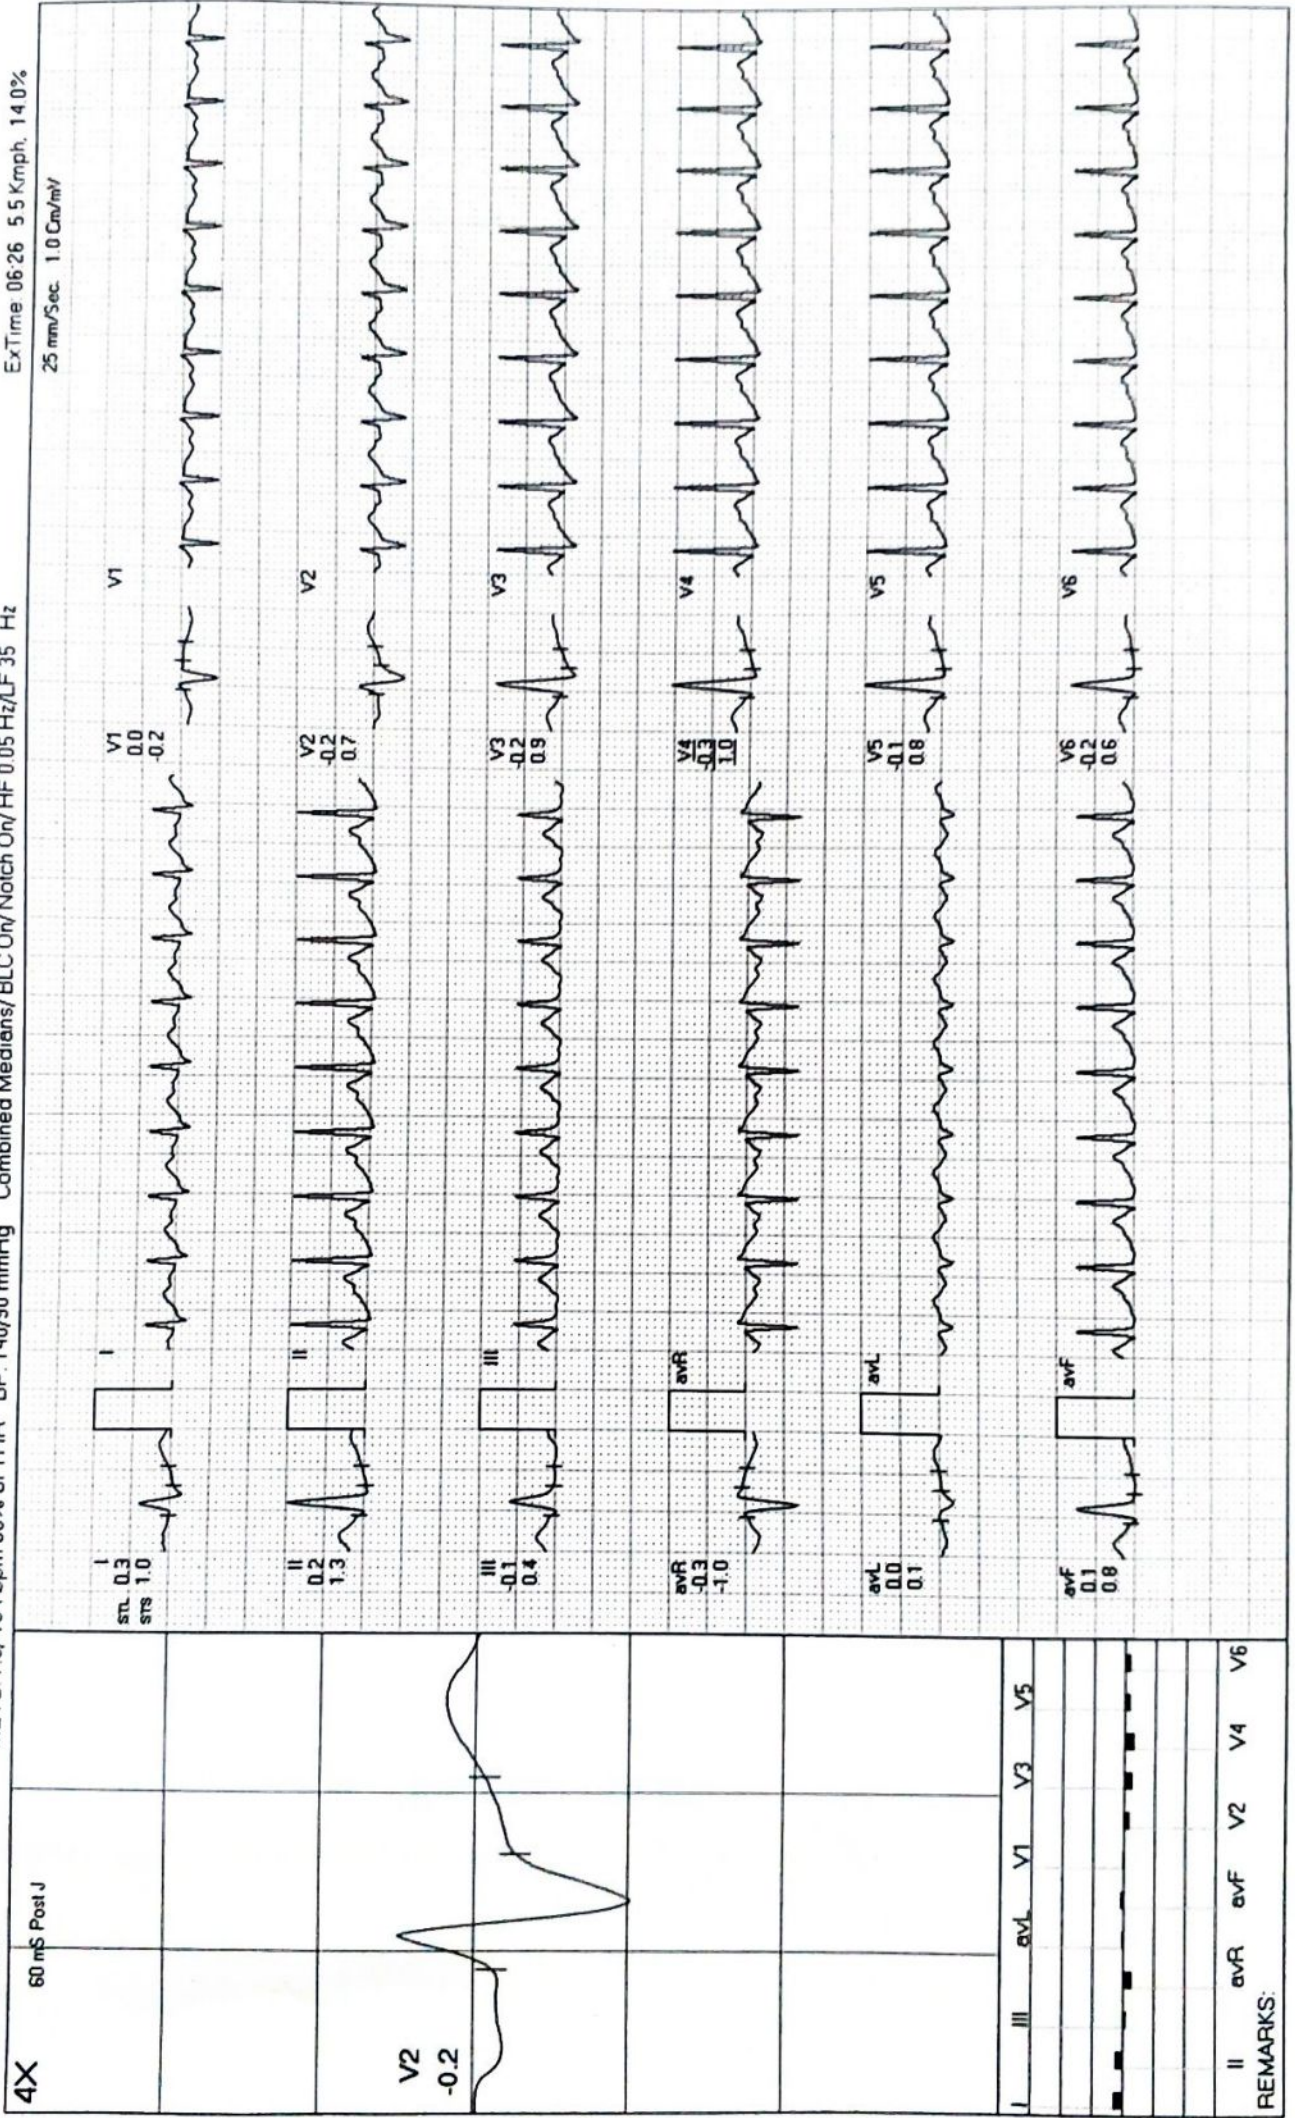 ExTime: 06:26 5.5 Kmph, 14.0%
BP: 140/90 mmHg Combined Medians/ BLC On/ Notch On/ HF 0.05 Hz/LF 35 Hz
25 mm/Sec. 1.0 Cm/mV
4X
60 mS Post J
V2
-0.2
I
STL 0.3
STS 1.0
I
V1
0.0
-0.2
V1
II
0.2
1.3
II
V2
-0.2
0.7
V2
III
-0.1
0.4
III
V3
-0.2
0.9
V3
avR
-0.3
-1.0
avR
V4
-0.3
1.0
V4
avL
0.0
0.1
avL
V5
-0.1
0.8
V5
avF
0.1
0.8
avF
V6
-0.2
0.6
V6
I III avL V1 V3 V5
II avR avF V2 V4 V6
REMARKS: